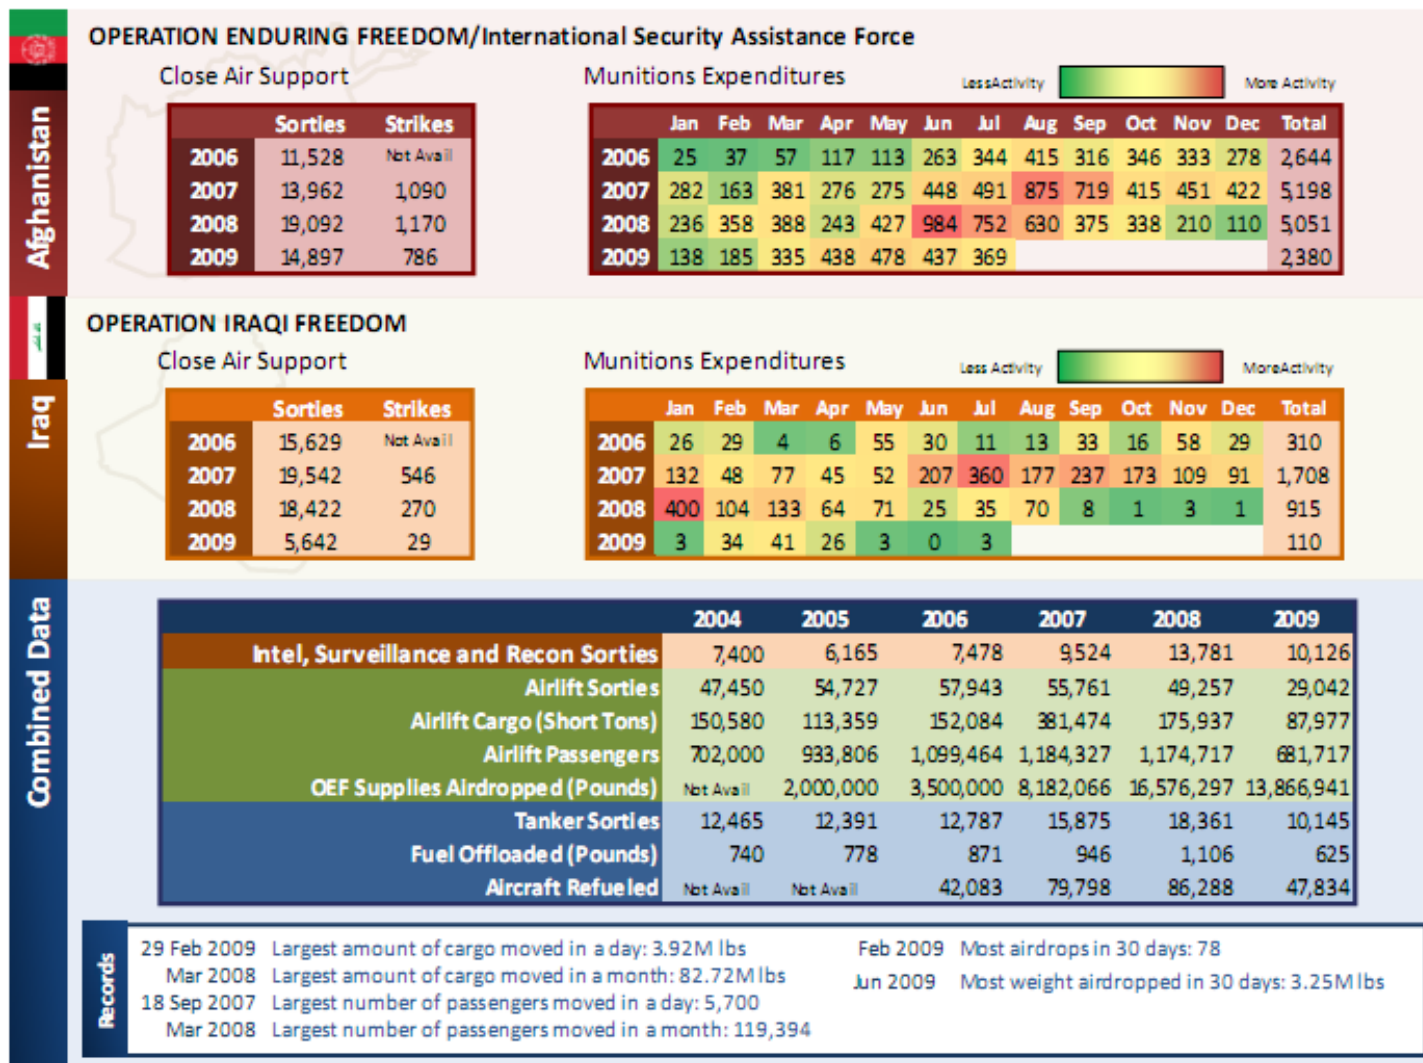 OPERATION ENDURING FREEDOM/International Security Assistance Force
Afghanistan
Close Air Support
Sorties Strikes
2006 11,528 Not Avail
2007 13,962 1,090
2008 19,092 1,170
2009 14,897 786
Munitions Expenditures
LessActivity More Activity
Jan Feb Mar Apr May Jun Jul Aug Sep Oct Nov Dec Total
2006 25 37 57 117 113 263 344 415 316 346 333 278 2,644
2007 282 163 381 276 275 448 491 875 719 415 451 422 5,198
2008 236 358 388 243 427 984 752 630 375 338 210 110 5,051
2009 138 185 335 438 478 437 369 2,380
OPERATION IRAQI FREEDOM
Iraq
Close Air Support
Sorties Strikes
2006 15,629 Not Avail
2007 19,542 546
2008 18,422 270
2009 5,642 29
Munitions Expenditures
Less Activity MoreActivity
Jan Feb Mar Apr May Jun Jul Aug Sep Oct Nov Dec Total
2006 26 29 4 6 55 30 11 13 33 16 58 29 310
2007 132 48 77 45 52 207 360 177 237 173 109 91 1,708
2008 400 104 133 64 71 25 35 70 8 1 3 1 915
2009 3 34 41 26 3 0 3 110
Combined Data
2004 2005 2006 2007 2008 2009
Intel, Surveillance and Recon Sorties 7,400 6,165 7,478 9,524 13,781 10,126
Airlift Sorties 47,450 54,727 57,943 55,761 49,257 29,042
Airlift Cargo (Short Tons) 150,580 113,359 152,084 381,474 175,937 87,977
Airlift Passengers 702,000 933,806 1,099,464 1,184,327 1,174,717 681,717
OEF Supplies Airdropped (Pounds) Not Avail 2,000,000 3,500,000 8,182,066 16,576,297 13,866,941
Tanker Sorties 12,465 12,391 12,787 15,875 18,361 10,145
Fuel Offloaded (Pounds) 740 778 871 946 1,106 625
Aircraft Refueled Not Avail Not Avail 42,083 79,798 86,288 47,834
Records
29 Feb 2009 Largest amount of cargo moved in a day: 3.92M lbs
Mar 2008 Largest amount of cargo moved in a month: 82.72M lbs
18 Sep 2007 Largest number of passengers moved in a day: 5,700
Mar 2008 Largest number of passengers moved in a month: 119,394
Feb 2009 Most airdrops in 30 days: 78
Jun 2009 Most weight airdropped in 30 days: 3.25M lbs